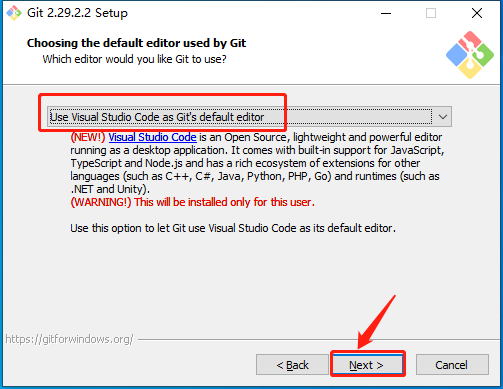 Git 2.29.2.2 Setup
Choosing the default editor used by Git
Which editor would you like Git to use?
Use Visual Studio Code as Git's default editor
(NEW!) Visual Studio Code is an Open Source, lightweight and powerful editor
running as a desktop application. It comes with built-in support for JavaScript,
TypeScript and Node.js and has a rich ecosystem of extensions for other
languages (such as C++, C#, Java, Python, PHP, Go) and runtimes (such as
.NET and Unity).
(WARNING!) This will be installed only for this user.
Use this option to let Git use Visual Studio Code as its default editor.
https://gitforwindows.org/
< Back
Next >
Cancel